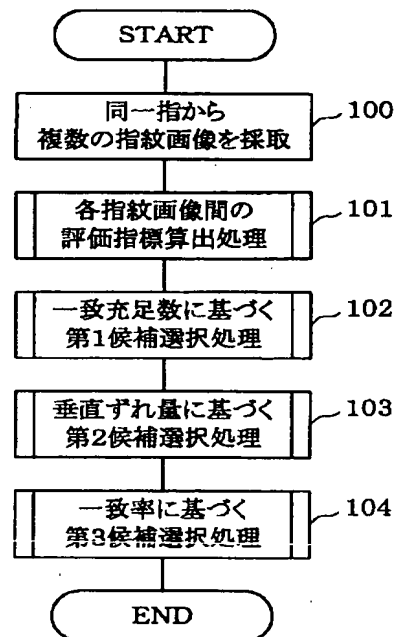 START
同一指から
複数の指紋画像を採取
100
各指紋画像間の
評価指標算出処理
101
一致充足数に基づく
第1候補選択処理
102
垂直ずれ量に基づく
第2候補選択処理
103
一致率に基づく
第3候補選択処理
104
END